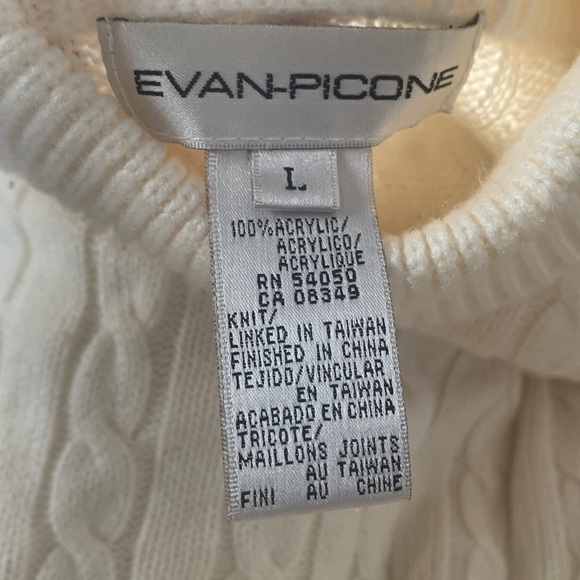 EVAN-PICONE
L
100% ACRYLIC/
ACRILICO/
ACRYLIQUE
RN 54050
CA 08349
KNIT/
LINKED IN TAIWAN
FINISHED IN CHINA
TEJIDO/VINCULAR
EN TAIWAN
ACABADO EN CHINA
TRICOTE/
MAILLONS JOINTS
AU TAIWAN
FINI AU CHINE